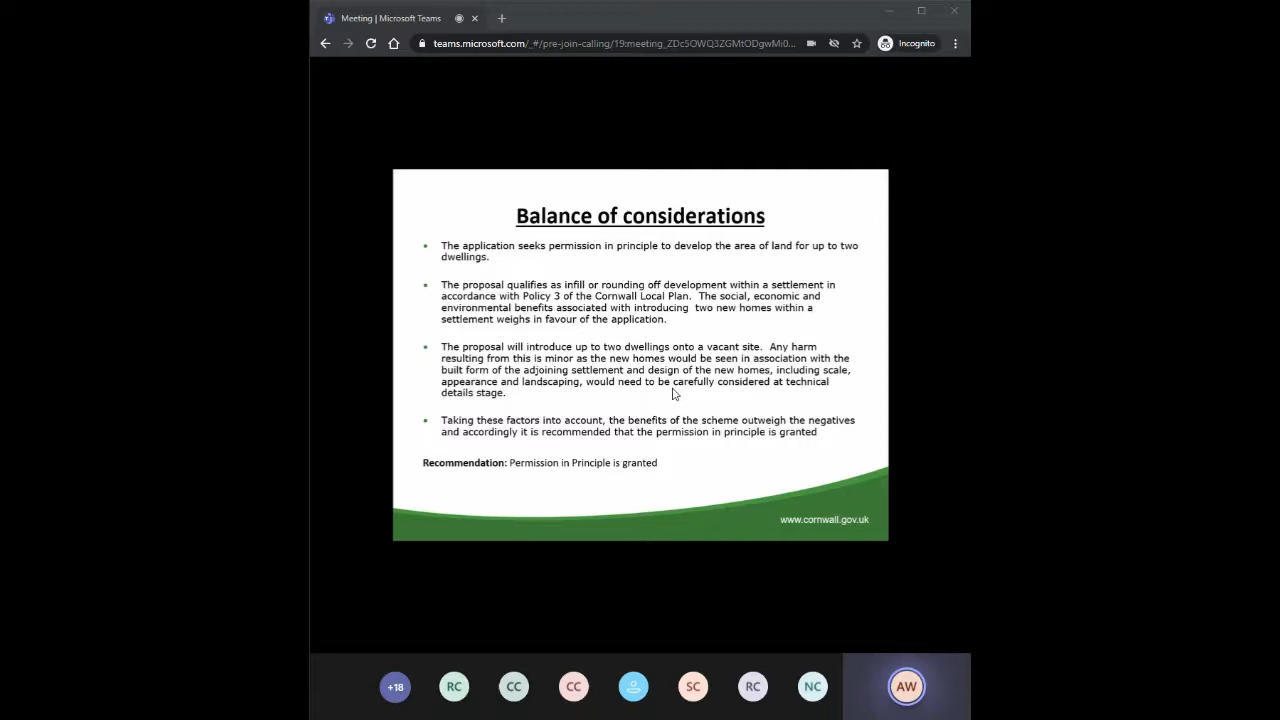 Meeting | Microsoft Teams
teams.microsoft.com/_#/pre-join-calling/19:meeting_ZDc5OWQ3ZGMtODgwMi0...
Incognito
Balance of considerations
• The application seeks permission in principle to develop the area of land for up to two
dwellings.
• The proposal qualifies as infill or rounding off development within a settlement in
accordance with Policy 3 of the Cornwall Local Plan.  The social, economic and
environmental benefits associated with introducing  two new homes within a
settlement weighs in favour of the application.
• The proposal will introduce up to two dwellings onto a vacant site.  Any harm
resulting from this is minor as the new homes would be seen in association with the
built form of the adjoining settlement and design of the new homes, including scale,
appearance and landscaping, would need to be carefully considered at technical
details stage.
• Taking these factors into account, the benefits of the scheme outweigh the negatives
and accordingly it is recommended that the permission in principle is granted
Recommendation: Permission in Principle is granted
www.cornwall.gov.uk
+18 RC CC CC SC RC NC AW